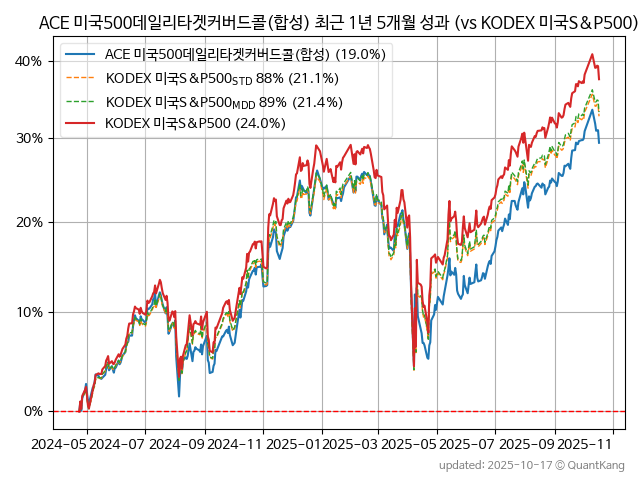 ACE 미국500데일리타겟커버드콜(합성) 최근 1년 5개월 성과 (vs KODEX 미국S&P500)
ACE 미국500데일리타겟커버드콜(합성) (19.0%)
KODEX 미국S&P500STD 88% (21.1%)
KODEX 미국S&P500MDD 89% (21.4%)
KODEX 미국S&P500 (24.0%)
40%
30%
20%
10%
0%
2024-05 2024-07 2024-09 2024-11 2025-01 2025-03 2025-05 2025-07 2025-09 2025-11
updated: 2025-10-17 © QuantKang